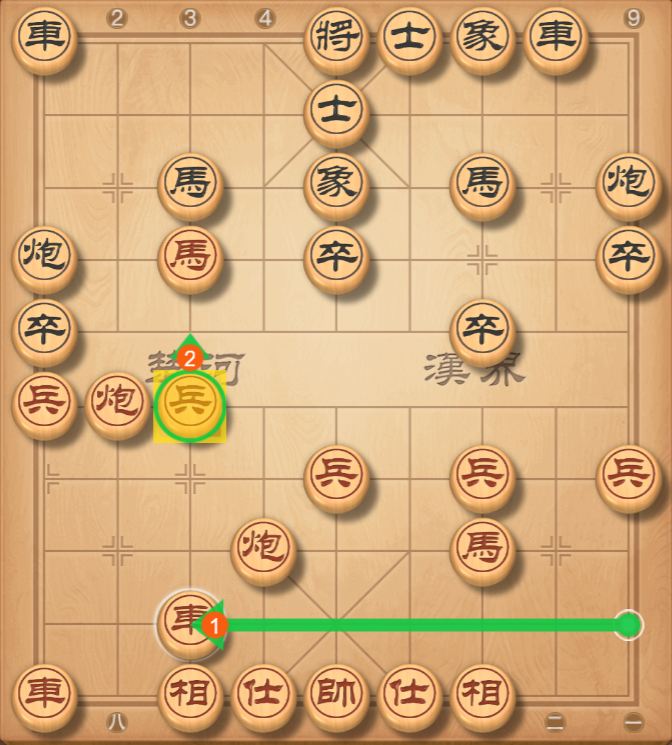 2 3 4 9
車 將 士 象 車
士
馬 象 馬 炮
炮 馬 卒 卒
卒 卒
2 楚河 漢界
兵 炮 兵
兵 兵 兵
炮 馬
車 1
車 相 仕 帥 仕 相
八 二 一